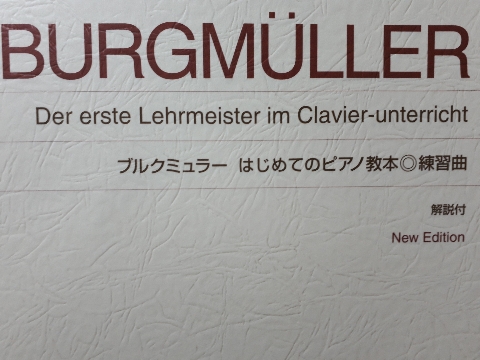 BURGMÜLLER
Der erste Lehrmeister im Clavier-unterricht
ブルクミュラー はじめてのピアノ教本◎練習曲
解説付
New Edition